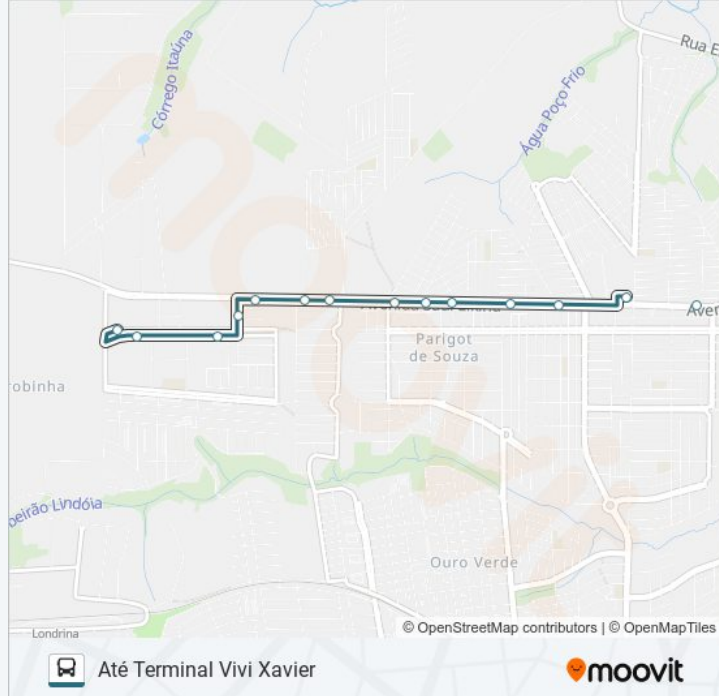 Córrego Itaúna
Água Poço Frio
Rua E
Aven
Parigot
de Souza
robinha
beirão Lindóia
Ouro Verde
© OpenStreetMap contributors | © OpenMapTiles
Londrina
Até Terminal Vivi Xavier
moovit